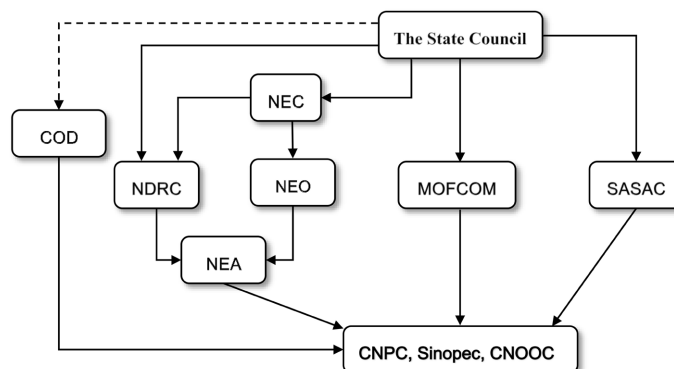 The State Council
NEC
COD
NDRC
NEO
MOFCOM
SASAC
NEA
CNPC, Sinopec, CNOOC